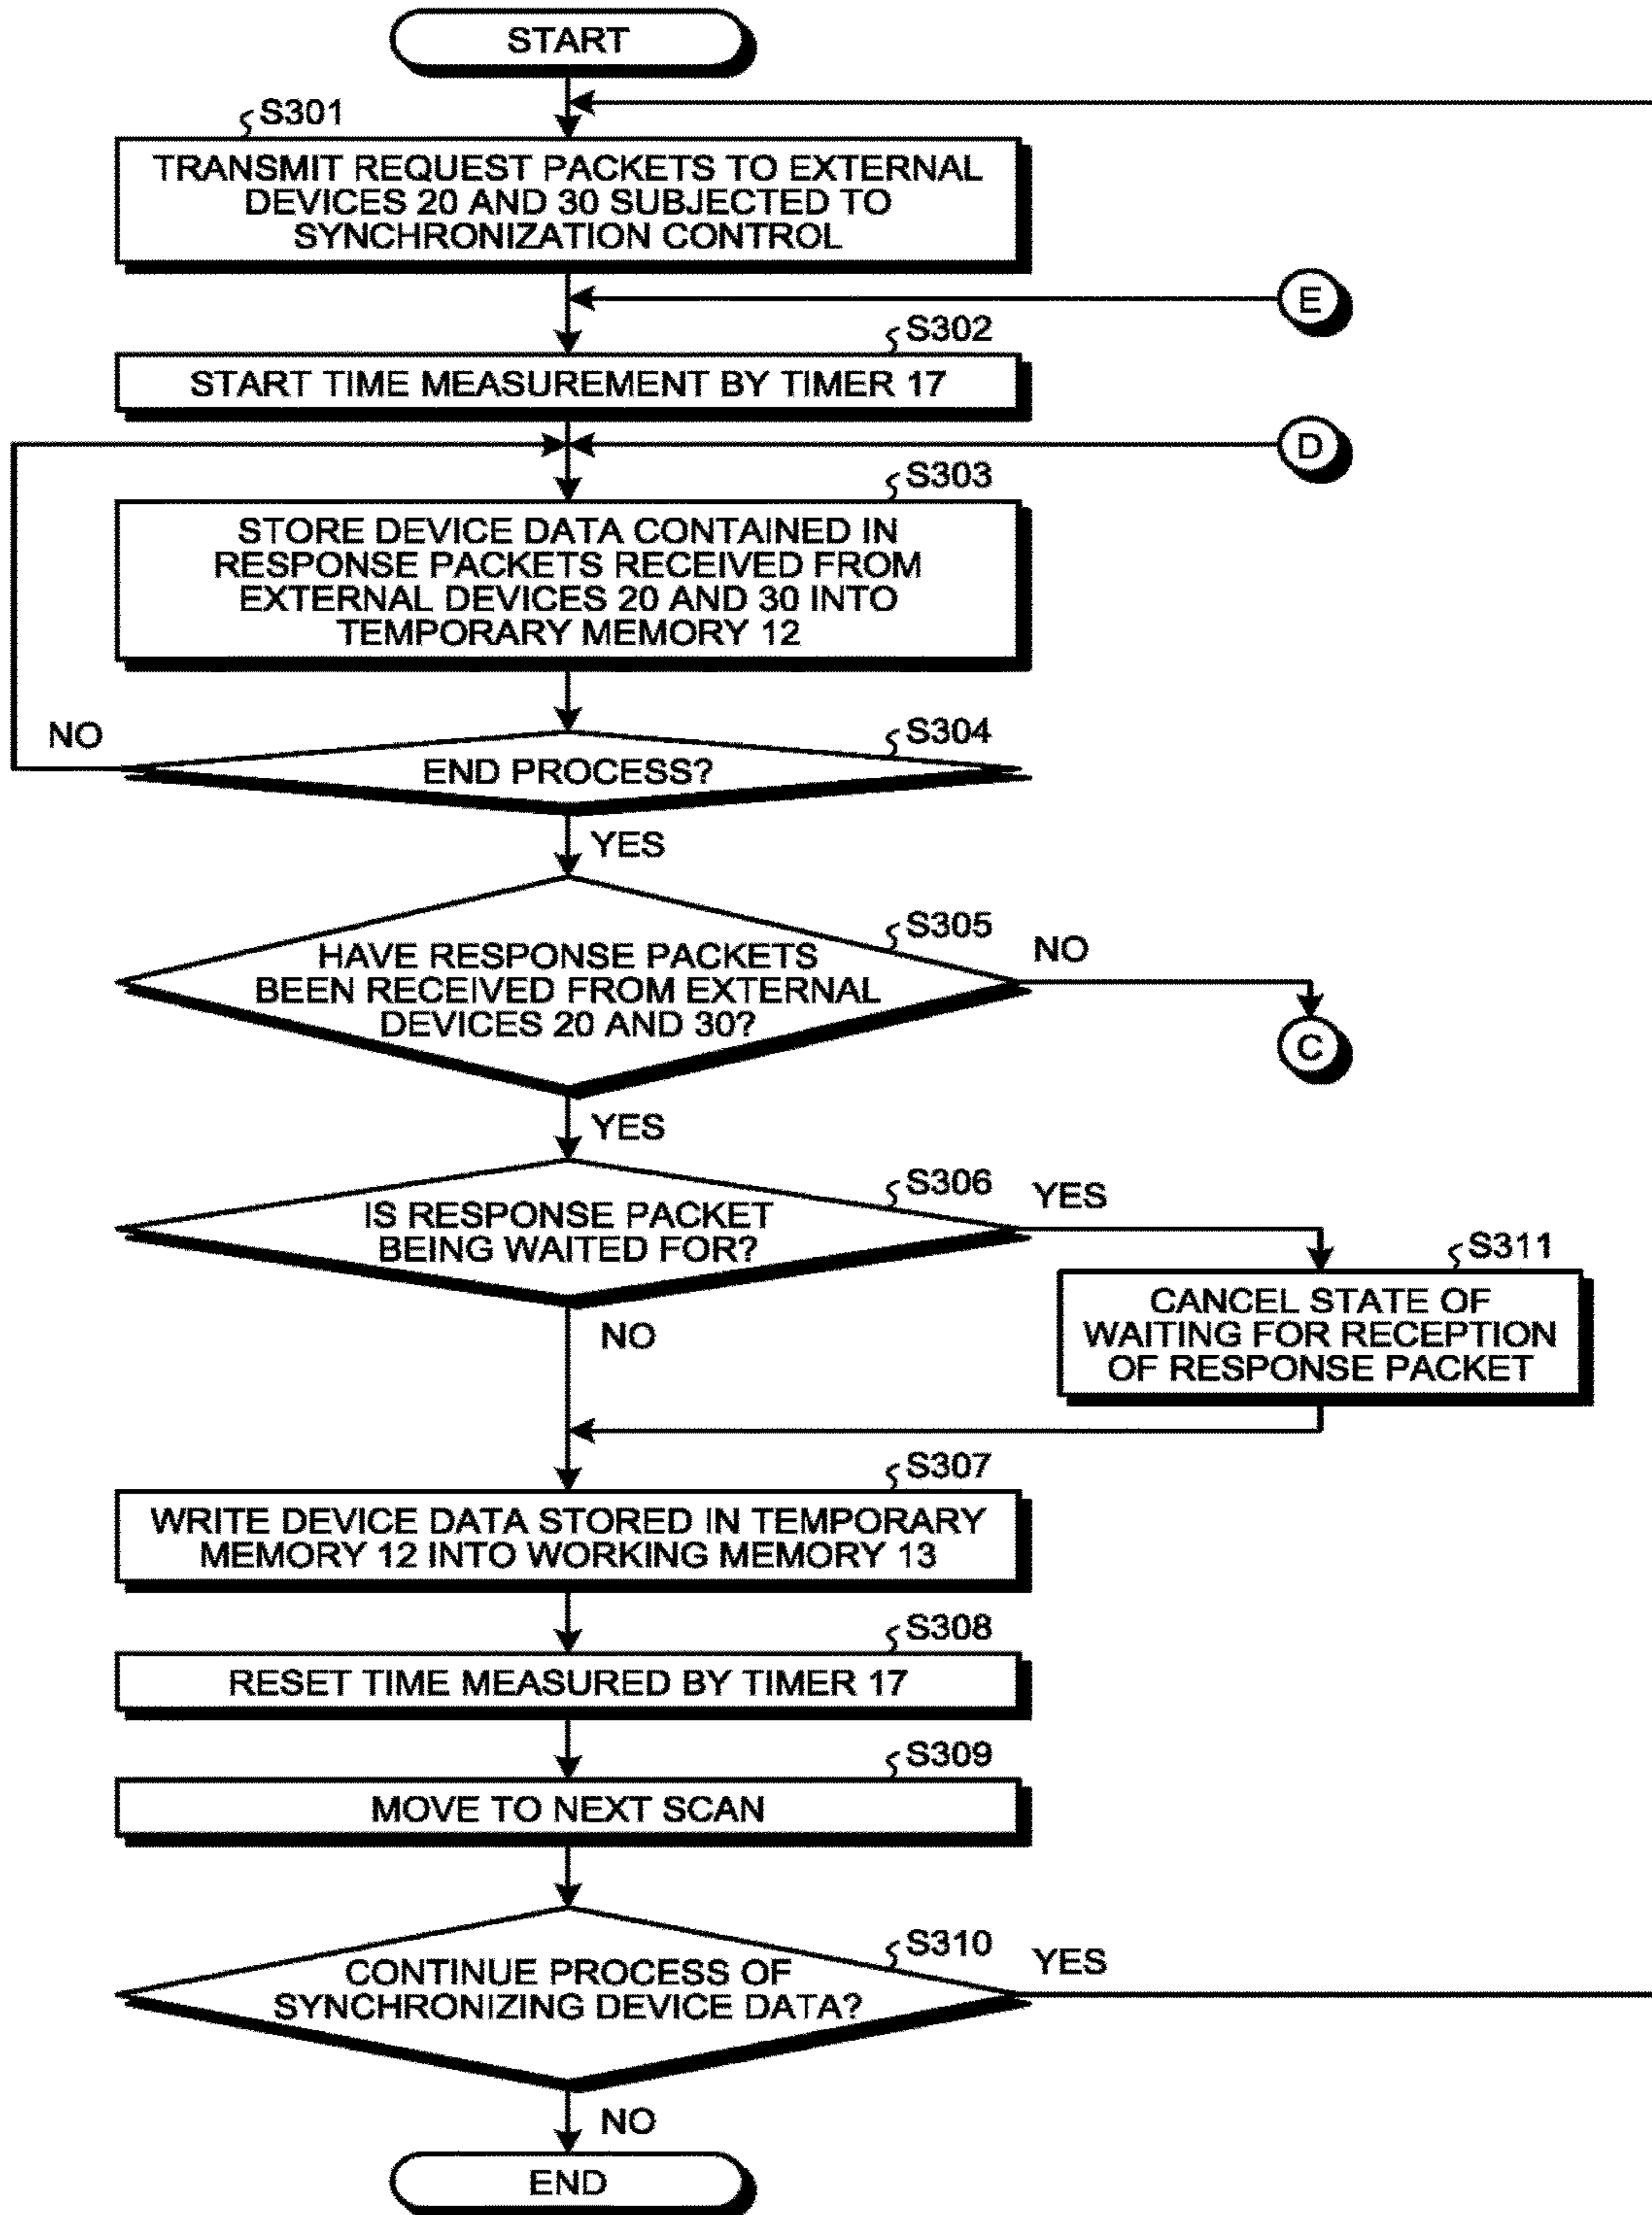 START
S301
TRANSMIT REQUEST PACKETS TO EXTERNAL
DEVICES 20 AND 30 SUBJECTED TO
SYNCHRONIZATION CONTROL
E
S302
START TIME MEASUREMENT BY TIMER 17
D
S303
STORE DEVICE DATA CONTAINED IN
RESPONSE PACKETS RECEIVED FROM
EXTERNAL DEVICES 20 AND 30 INTO
TEMPORARY MEMORY 12
NO
S304
END PROCESS?
YES
S305
NO
HAVE RESPONSE PACKETS
BEEN RECEIVED FROM EXTERNAL
DEVICES 20 AND 30?
C
YES
S306
YES
IS RESPONSE PACKET
BEING WAITED FOR?
S311
CANCEL STATE OF
WAITING FOR RECEPTION
OF RESPONSE PACKET
NO
S307
WRITE DEVICE DATA STORED IN TEMPORARY
MEMORY 12 INTO WORKING MEMORY 13
S308
RESET TIME MEASURED BY TIMER 17
S309
MOVE TO NEXT SCAN
S310
YES
CONTINUE PROCESS OF
SYNCHRONIZING DEVICE DATA?
NO
END